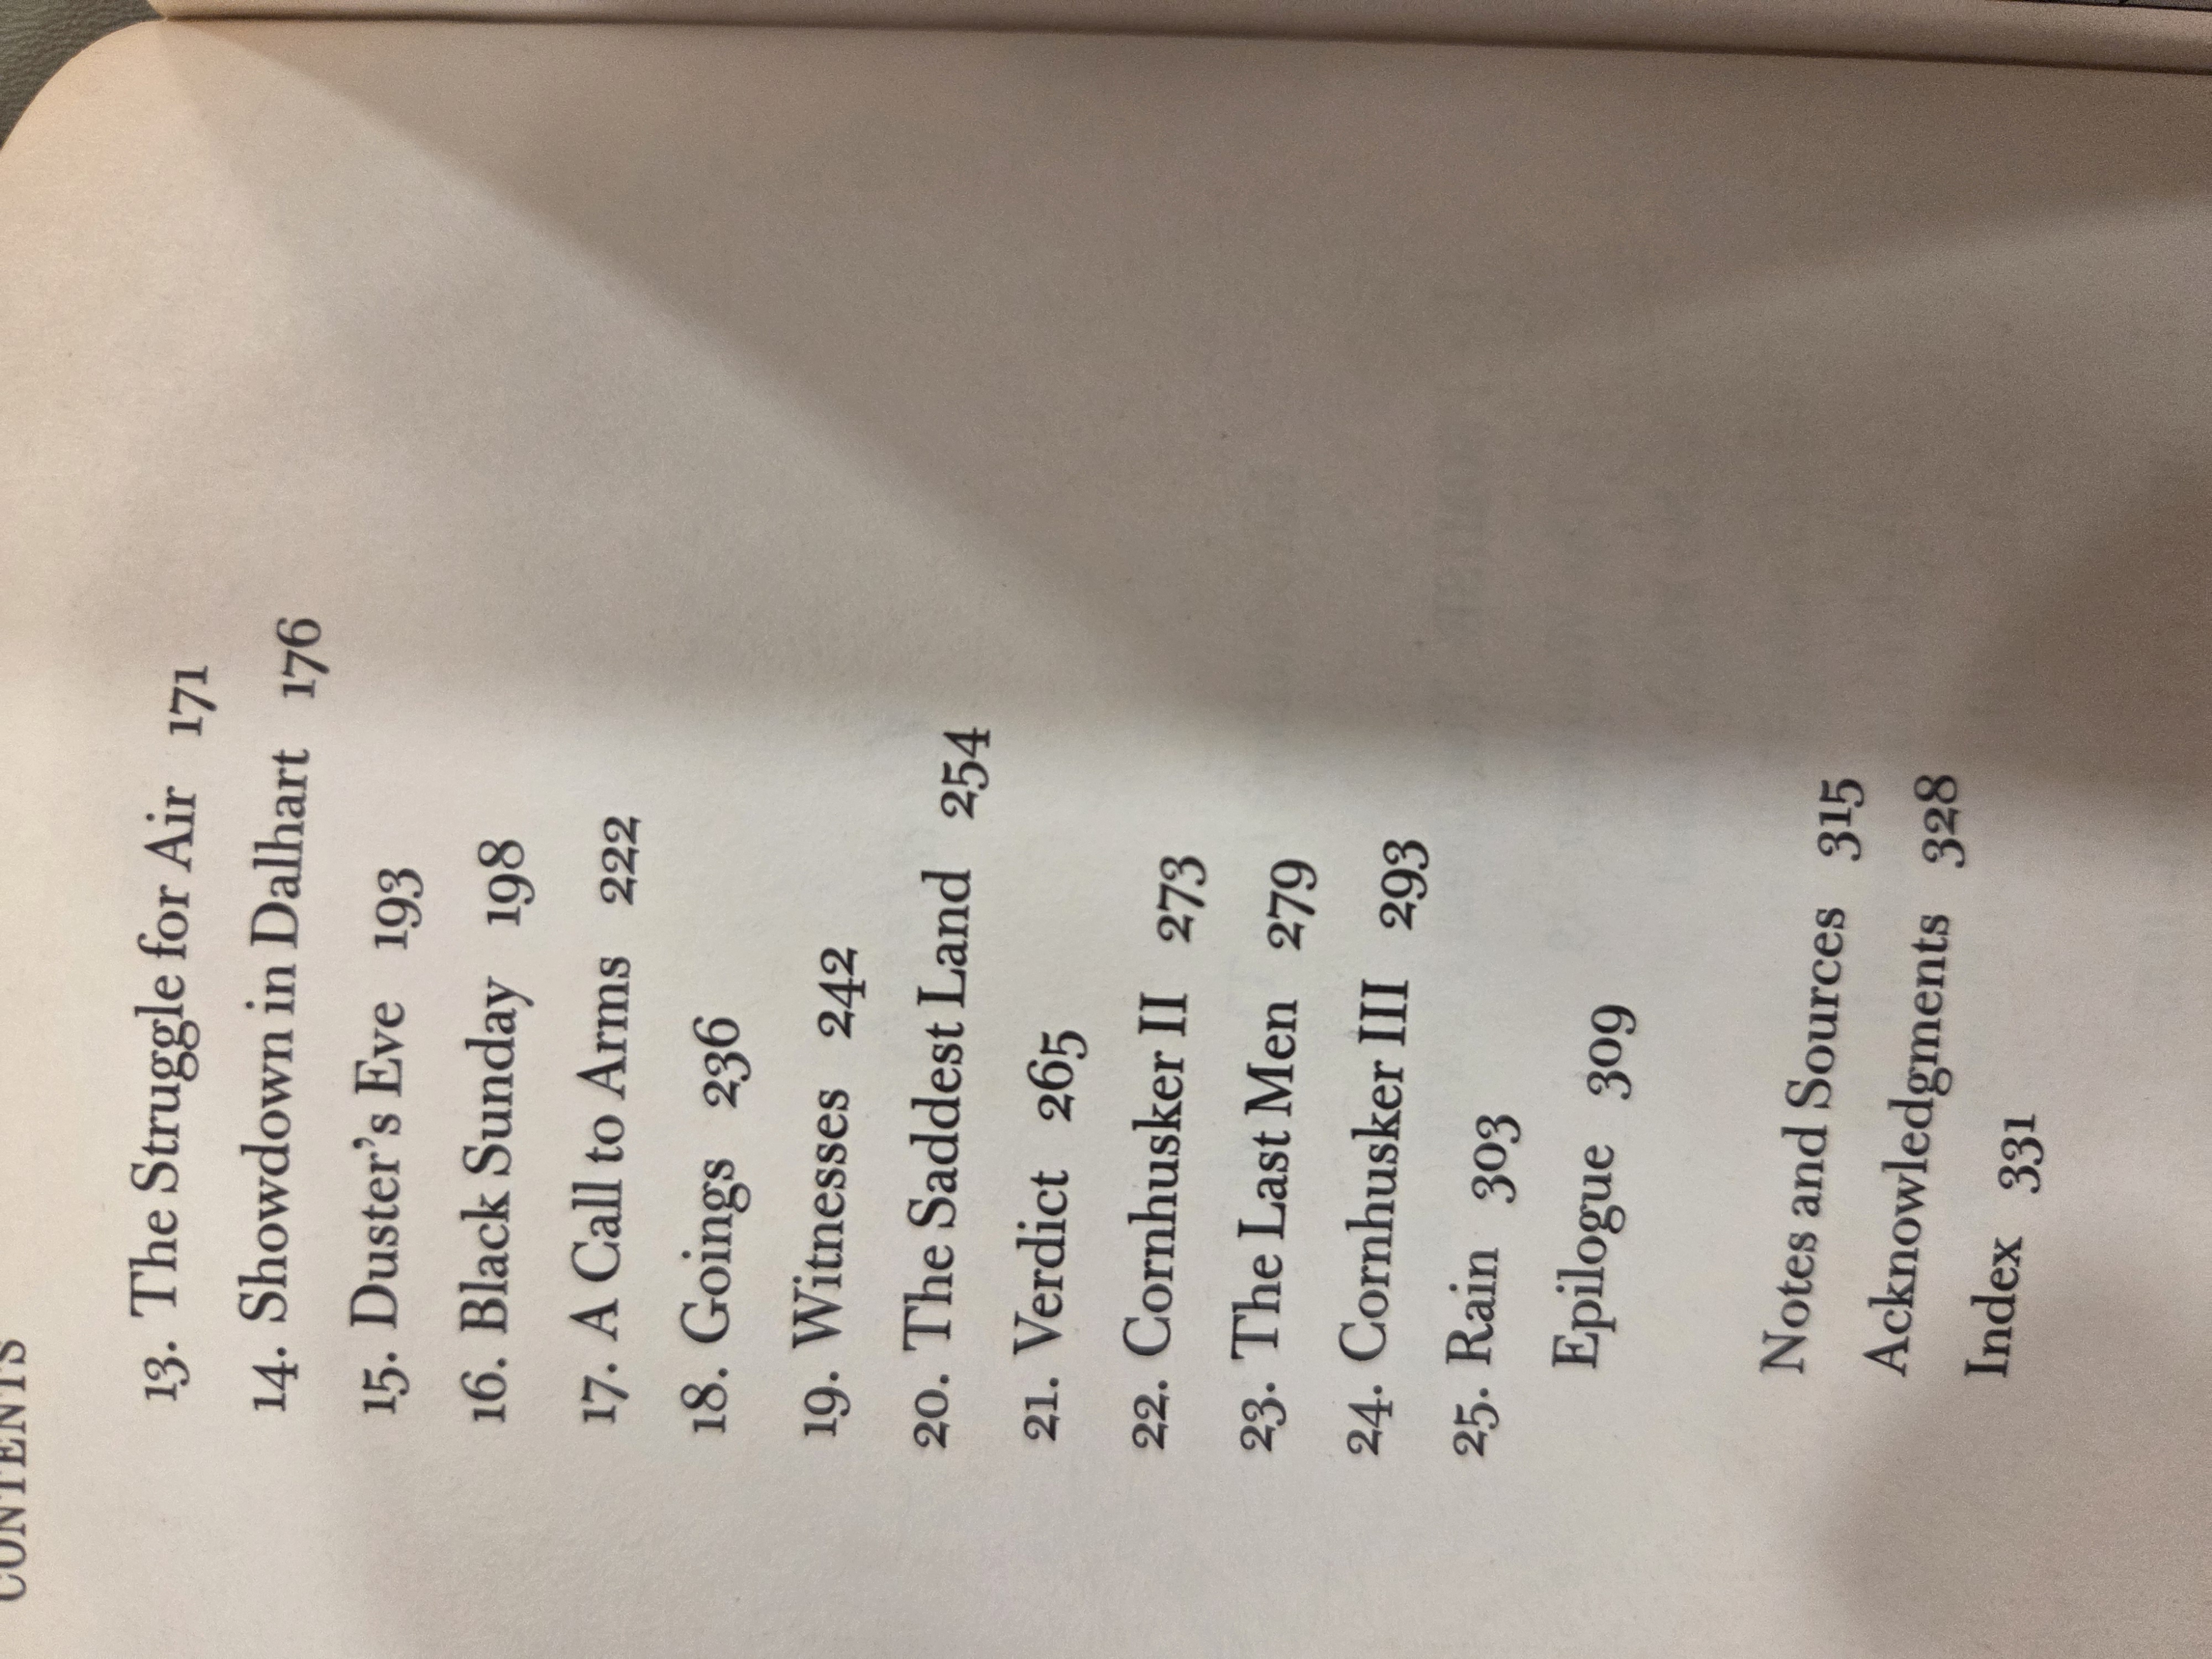 CONTENTS
13. The Struggle for Air 171
14. Showdown in Dalhart 176
15. Duster’s Eve 193
16. Black Sunday 198
17. A Call to Arms 222
18. Goings 236
19. Witnesses 242
20. The Saddest Land 254
21. Verdict 265
22. Cornhusker II 273
23. The Last Men 279
24. Cornhusker III 293
25. Rain 303
Epilogue 309
Notes and Sources 315
Acknowledgments 328
Index 331